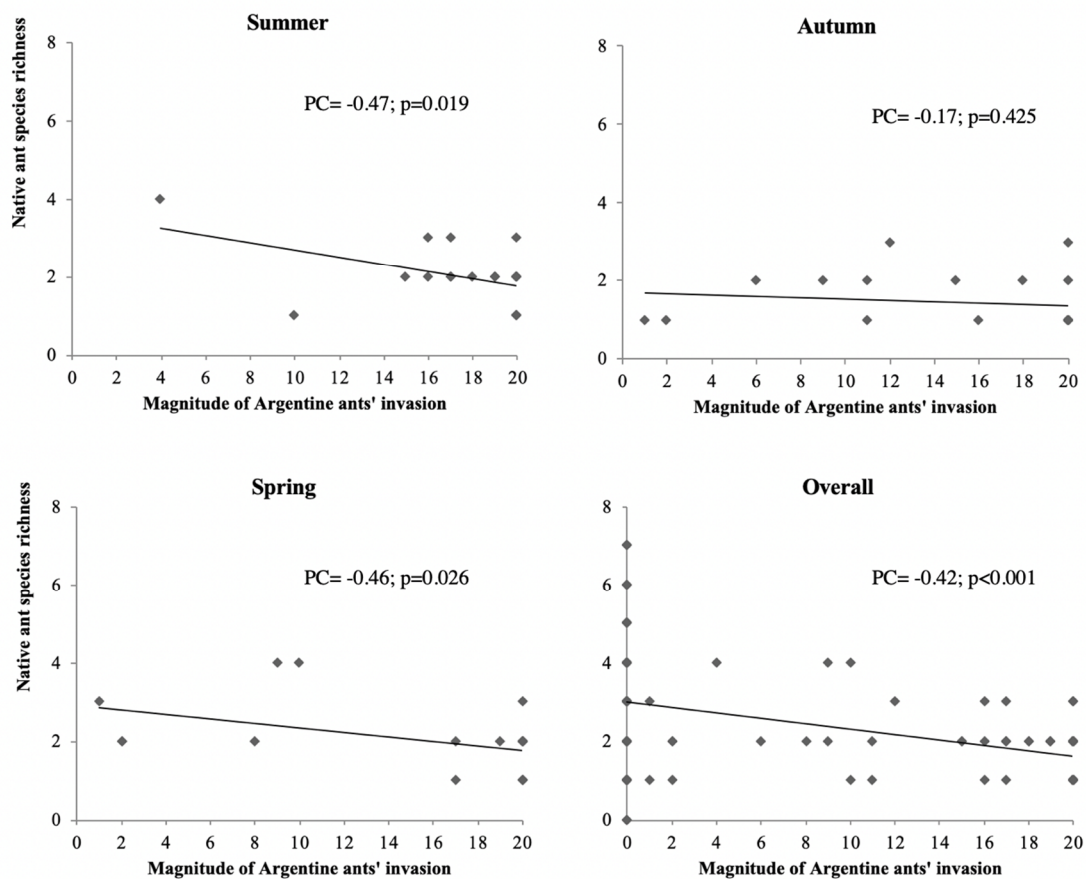 Summer
Native ant species richness
8
6
4
2
0
PC= -0.47; p=0.019
0 2 4 6 8 10 12 14 16 18 20
Magnitude of Argentine ants' invasion
Autumn
8
6
4
2
0
PC= -0.17; p=0.425
0 2 4 6 8 10 12 14 16 18 20
Magnitude of Argentine ants' invasion
Spring
Native ant species richness
8
6
4
2
0
PC= -0.46; p=0.026
0 2 4 6 8 10 12 14 16 18 20
Magnitude of Argentine ants' invasion
Overall
8
6
4
2
0
PC= -0.42; p<0.001
0 2 4 6 8 10 12 14 16 18 20
Magnitude of Argentine ants' invasion